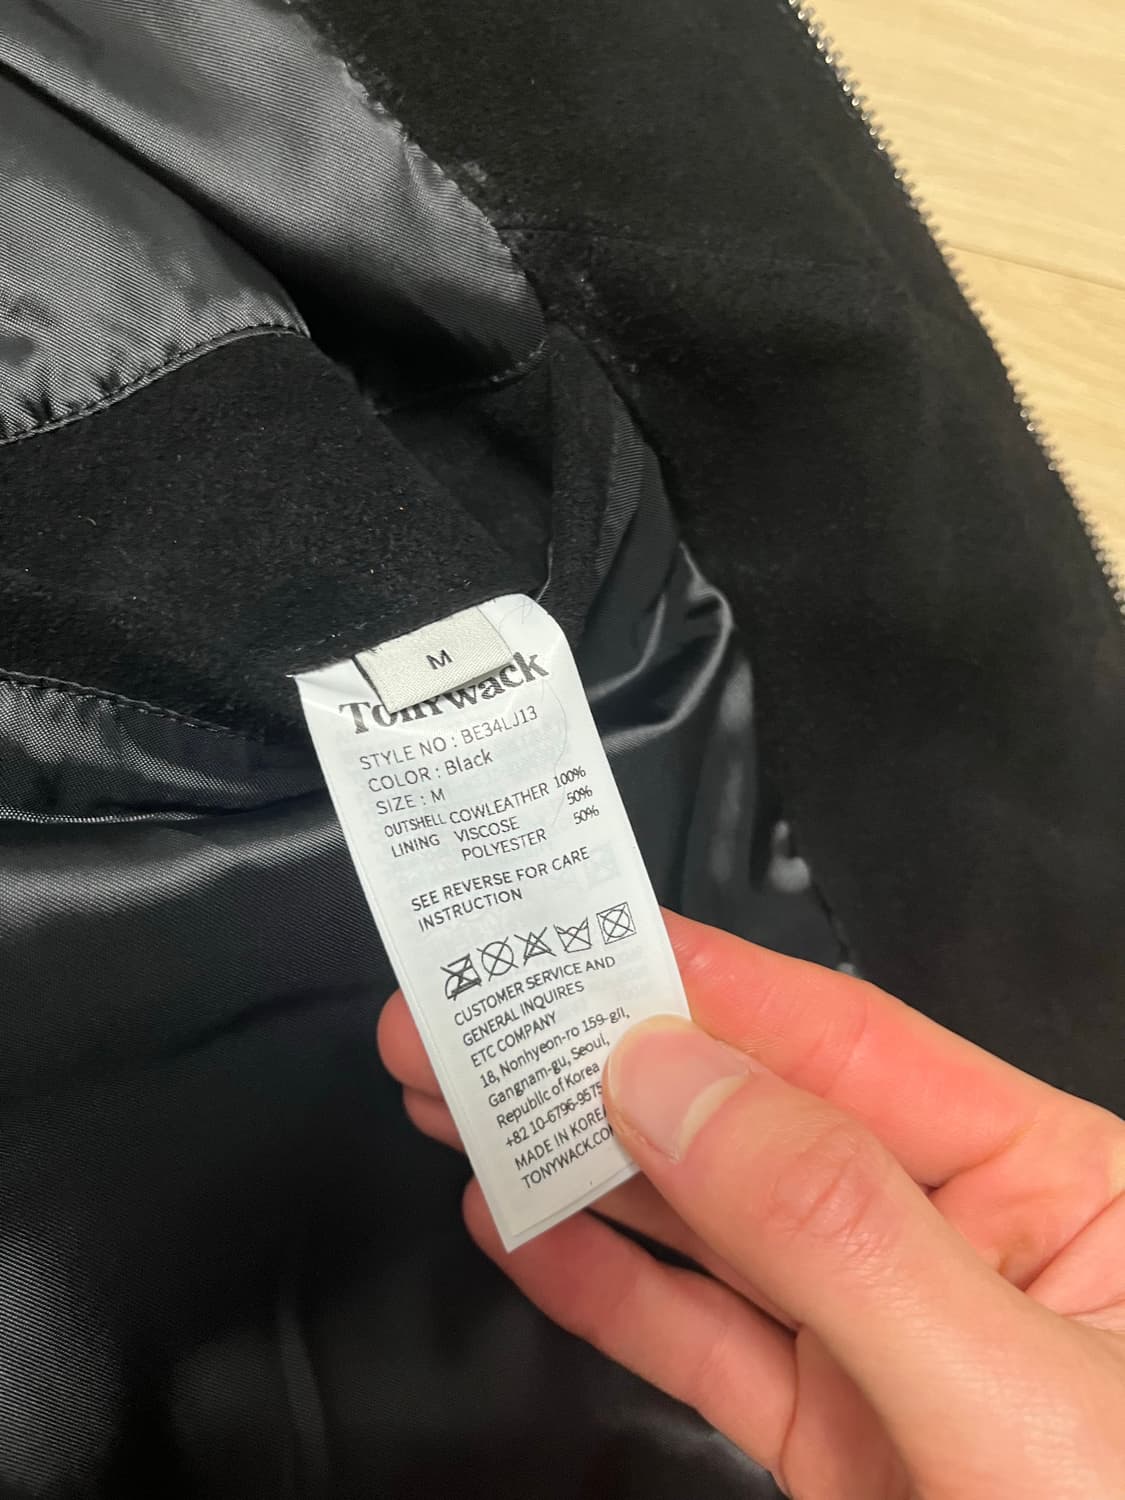 M
Tonywack
STYLE NO : BE34LJ13
COLOR : Black
SIZE : M
OUTSHELL COWLEATHER 100%
LINING VISCOSE 50%
POLYESTER 50%
SEE REVERSE FOR CARE
INSTRUCTION
CUSTOMER SERVICE AND
GENERAL INQUIRES
ETC COMPANY
18, Nonhyeon-ro 159-gil,
Gangnam-gu, Seoul,
Republic of Korea
+82 10-6796-9575
MADE IN KOREA
TONYWACK.CO